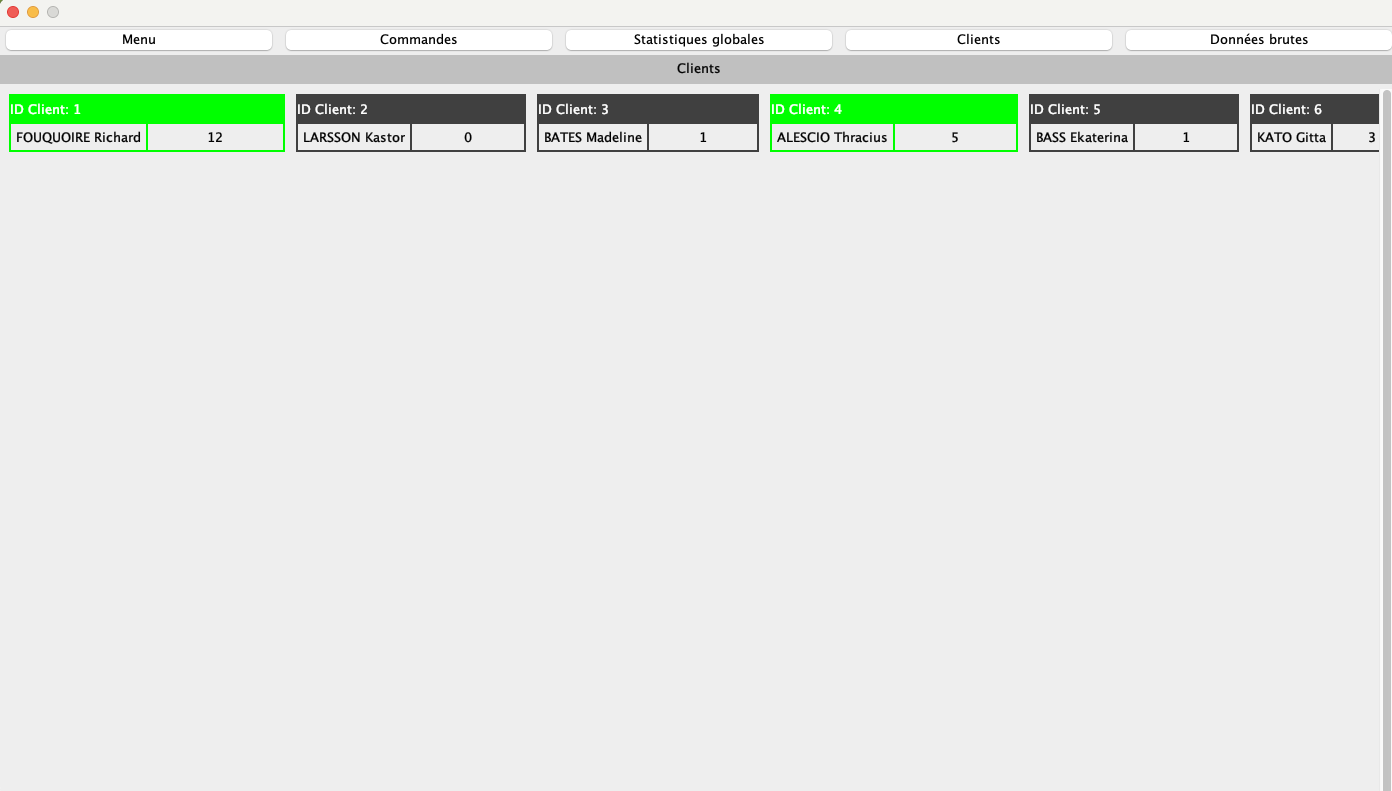 Menu Commandes Statistiques globales Clients Données brutes
Clients
ID Client: 1 ID Client: 2 ID Client: 3 ID Client: 4 ID Client: 5 ID Client: 6
FOUQUOIRE Richard 12 LARSSON Kastor 0 BATES Madeline 1 ALESCIO Thracius 5 BASS Ekaterina 1 KATO Gitta 3